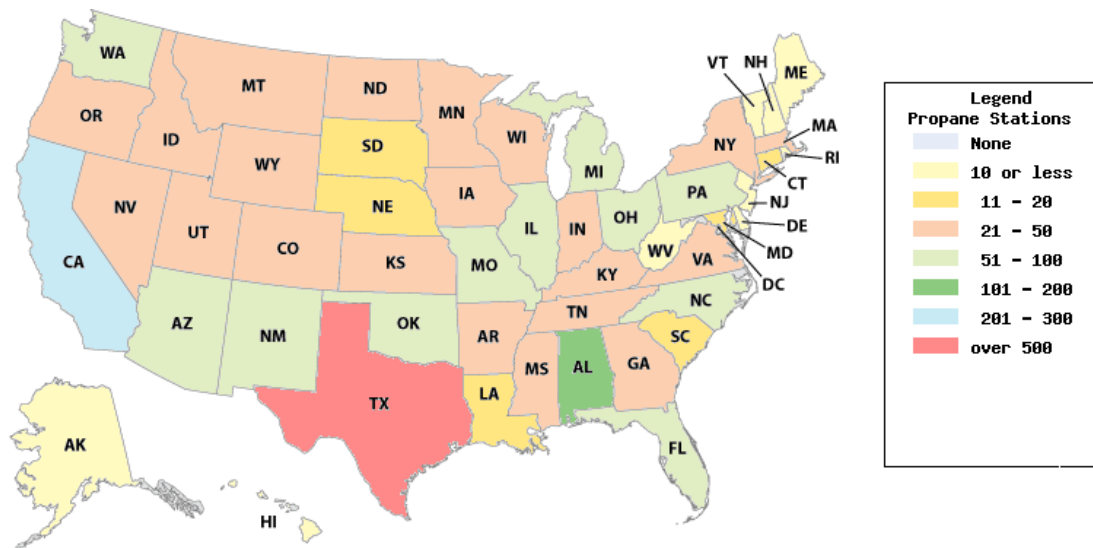 WA
MT
ND
MN
OR
ID
WY
SD
WI
MI
NY
VT
NH
ME
MA
RI
CT
NJ
DE
MD
DC
PA
NV
UT
CO
NE
IA
IL
IN
OH
WV
VA
CA
KS
MO
KY
AZ
NM
OK
AR
TN
NC
SC
TX
LA
MS
AL
GA
FL
AK
HI
Legend
Propane Stations
None
10 or less
11 - 20
21 - 50
51 - 100
101 - 200
201 - 300
over 500